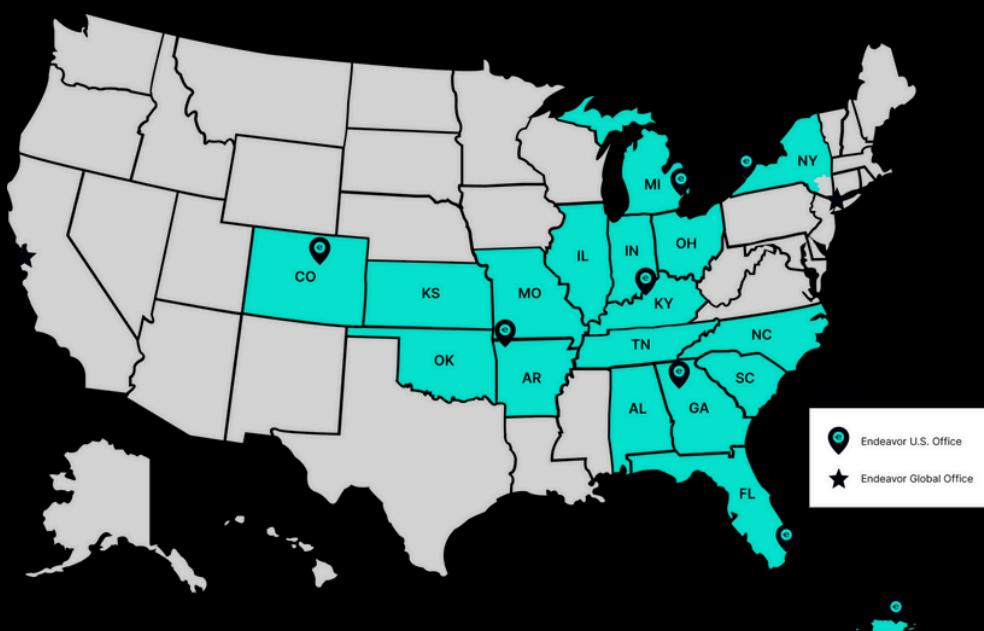 NY
MI
OH
IN
IL
CO
KS
MO
KY
NC
TN
OK
AR
SC
AL
GA
Endeavor U.S. Office
Endeavor Global Office
FL